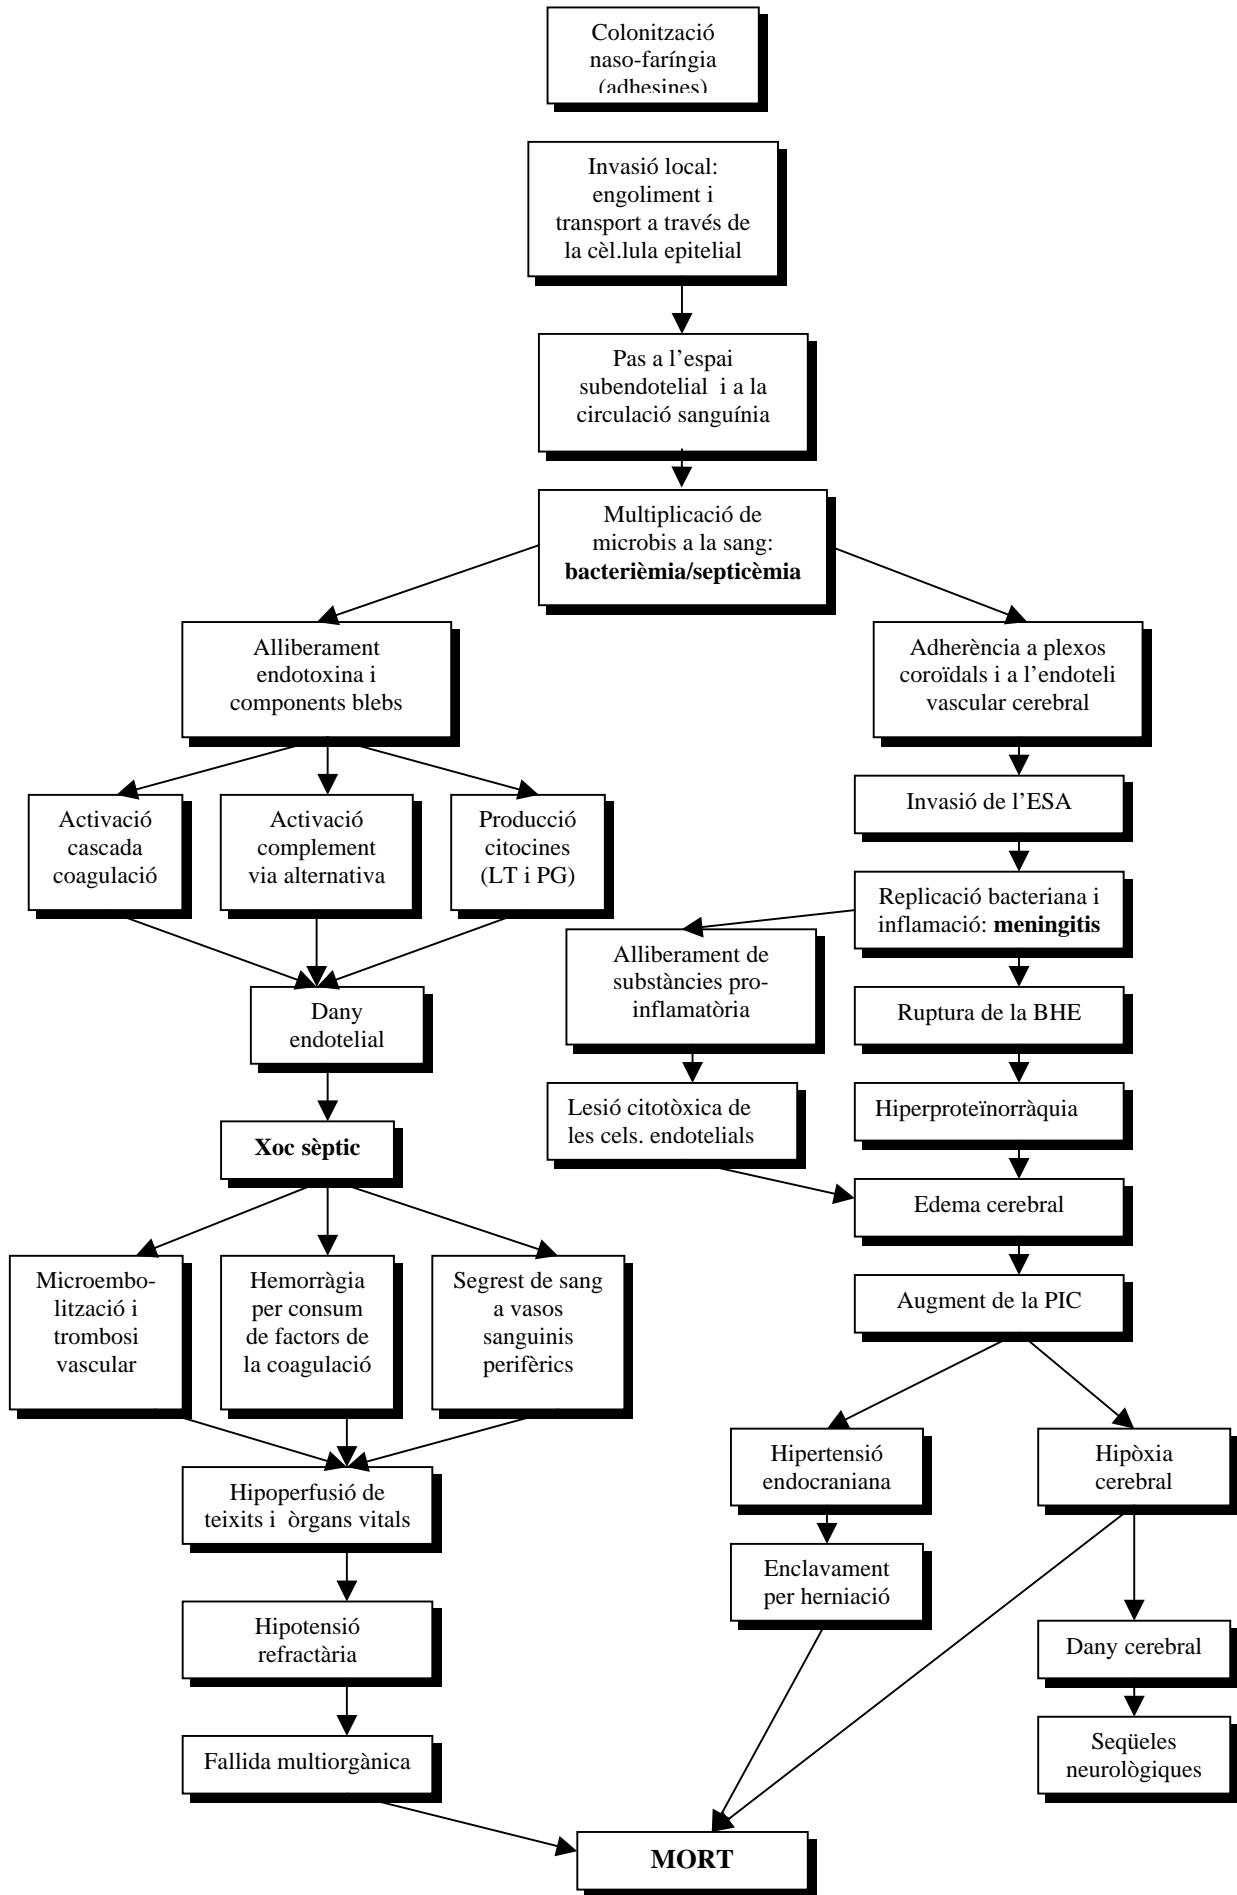 Colonització
naso-faríngia
(adhesines)
Invasió local:
engoliment i
transport a través de
la cèl.lula epitelial
Pas a l’espai
subendotelial i a la
circulació sanguínia
Multiplicació de
microbis a la sang:
bacterièmia/septicèmia
Alliberament
endotoxina i
components blebs
Adherència a plexos
coroïdals i a l’endoteli
vascular cerebral
Activació
cascada
coagulació
Activació
complement
via alternativa
Producció
citocines
(LT i PG)
Invasió de l’ESA
Replicació bacteriana i
inflamació: meningitis
Alliberament de
substàncies pro-
inflamatòria
Dany
endotelial
Ruptura de la BHE
Lesió citotòxica de
les cels. endotelials
Hiperproteïnorràquia
Xoc sèptic
Edema cerebral
Microembo-
lització i
trombosi
vascular
Hemorràgia
per consum
de factors de
la coagulació
Segrest de sang
a vasos
sanguinis
perifèrics
Augment de la PIC
Hipertensió
endocraniana
Hipòxia
cerebral
Hipoperfusió de
teixits i òrgans vitals
Enclavament
per herniació
Hipotensió
refractària
Dany cerebral
Fallida multiorgànica
Seqüeles
neurològiques
MORT